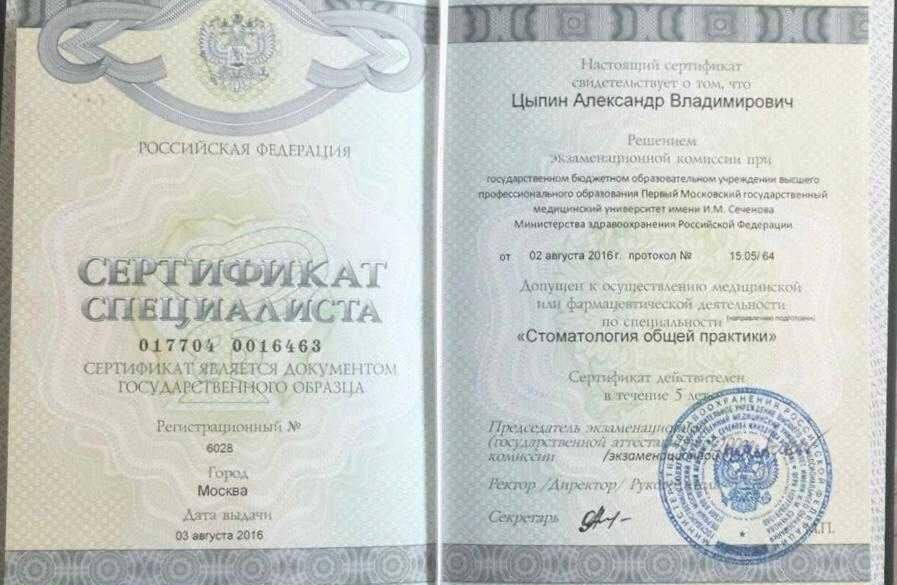 РОССИЙСКАЯ ФЕДЕРАЦИЯ
СЕРТИФИКАТ
СПЕЦИАЛИСТА
017704 0016463
СЕРТИФИКАТ ЯВЛЯЕТСЯ ДОКУМЕНТОМ
ГОСУДАРСТВЕННОГО ОБРАЗЦА
Регистрационный №
6028
Город
Москва
Дата выдачи
03 августа 2016
Настоящий сертификат
свидетельствует о том, что
Цыпин Александр Владимирович
Решением
экзаменационной комиссии при
государственном бюджетном образовательном учреждении высшего
профессионального образования Первый Московский государственный
медицинский университет имени И.М. Сеченова
Министерства здравоохранения Российской Федерации
от 02 августа 2016 г. протокол № 15.05/64
Допущен к осуществлению медицинской
или фармацевтической деятельности
по специальности (направлению подготовки)
«Стоматология общей практики»
Сертификат действителен
в течение 5 лет
Председатель экзаменационной
(государственной
комиссии /экзаменационной
Ректор /Директор/
Секретарь
М.П.